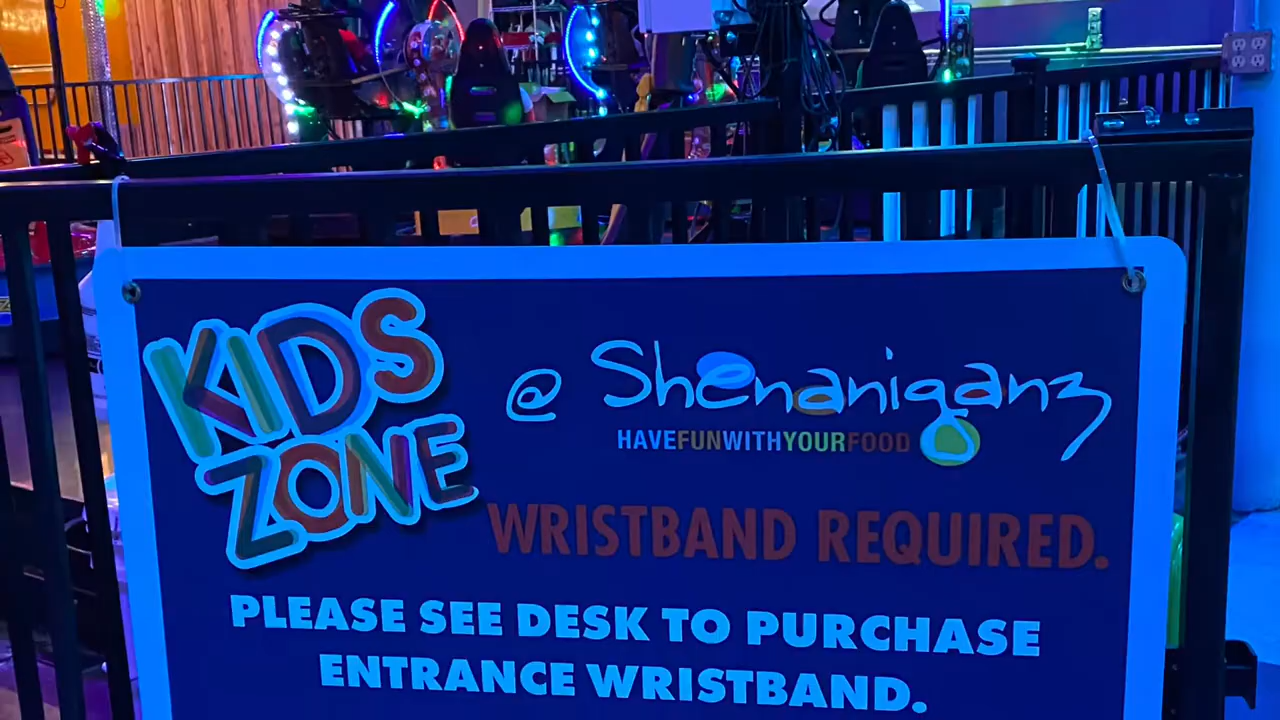 KIDS
ZONE
@ Shenaniganz
HAVEFUNWITHYOURFOOD
WRISTBAND REQUIRED.
PLEASE SEE DESK TO PURCHASE
ENTRANCE WRISTBAND.